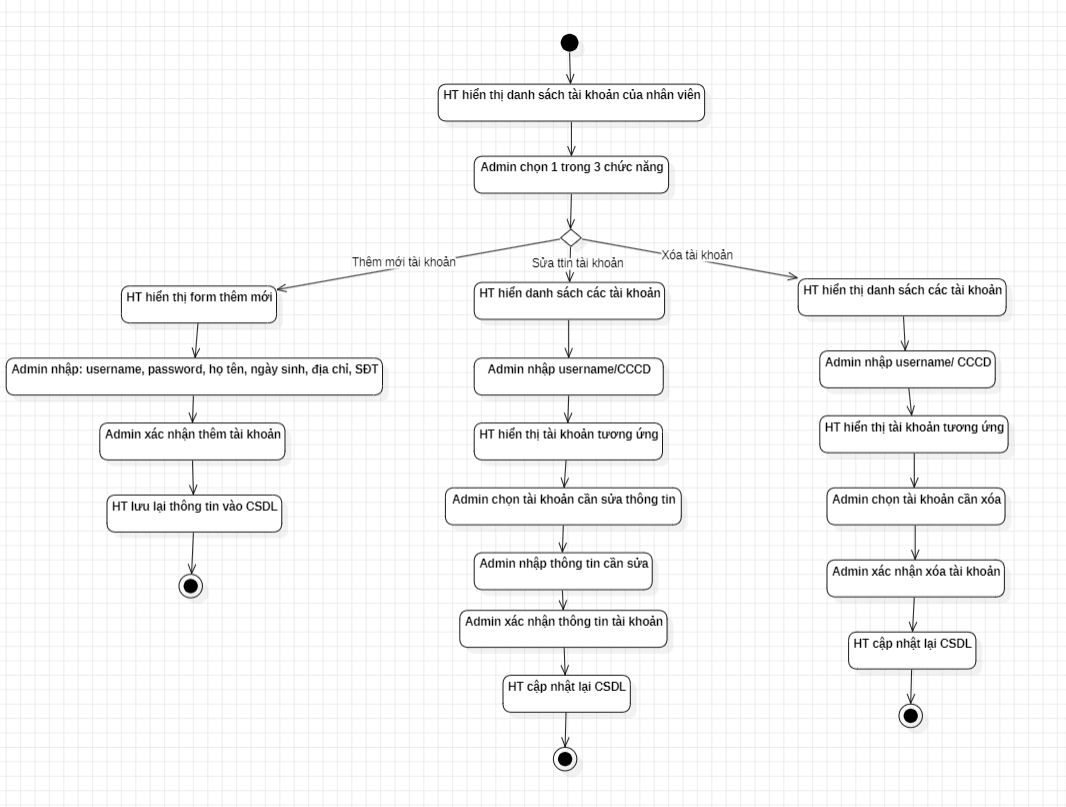 HT hiển thị danh sách tài khoản của nhân viên
Admin chọn 1 trong 3 chức năng
Thêm mới tài khoản
Sửa ttin tài khoản
Xóa tài khoản
HT hiển thị form thêm mới
Admin nhập: username, password, họ tên, ngày sinh, địa chỉ, SĐT
Admin xác nhận thêm tài khoản
HT lưu lại thông tin vào CSDL
HT hiển danh sách các tài khoản
Admin nhập username/CCCD
HT hiển thị tài khoản tương ứng
Admin chọn tài khoản cần sửa thông tin
Admin nhập thông tin cần sửa
Admin xác nhận thông tin tài khoản
HT cập nhật lại CSDL
HT hiển thị danh sách các tài khoản
Admin nhập username/ CCCD
HT hiển thị tài khoản tương ứng
Admin chọn tài khoản cần xóa
Admin xác nhận xóa tài khoản
HT cập nhật lại CSDL